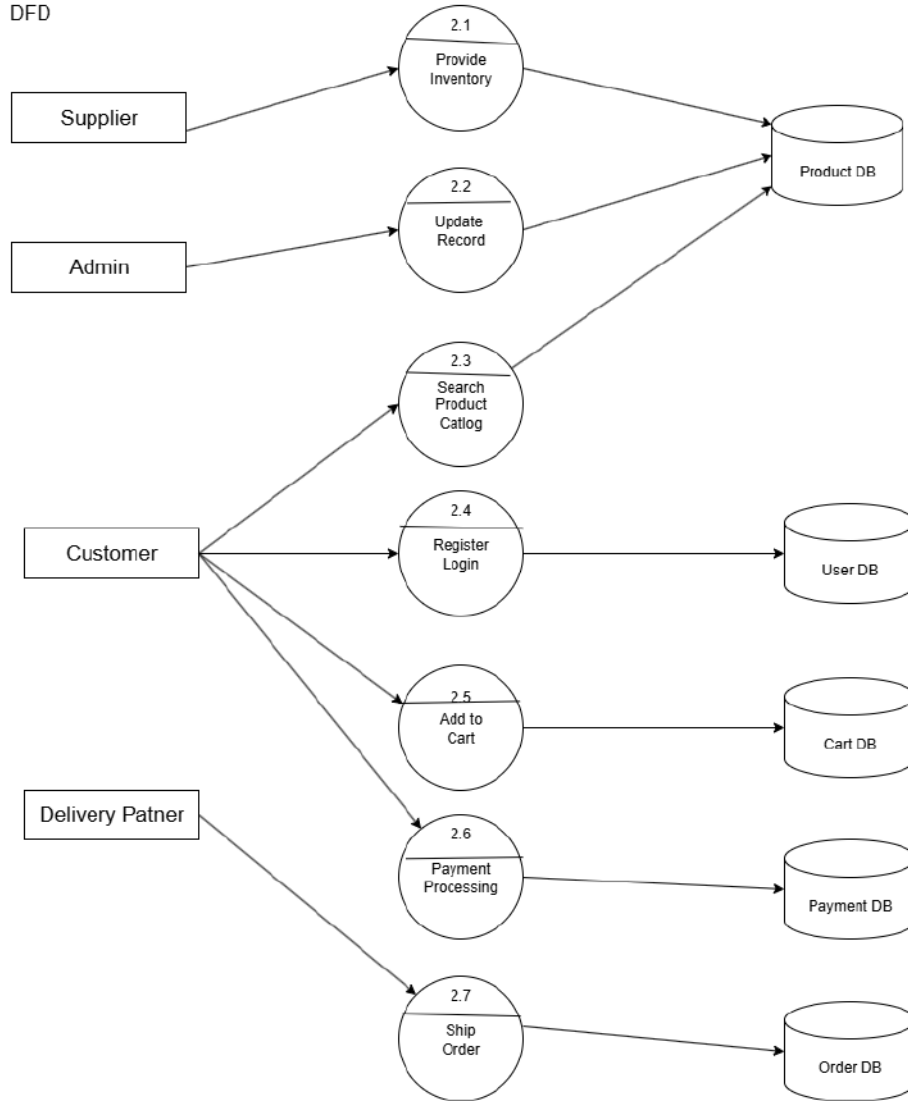 DFD
2.1
Provide
Inventory
Supplier
Product DB
2.2
Update
Record
Admin
2.3
Search
Product
Catlog
2.4
Register
Login
Customer
User DB
2.5
Add to
Cart
Cart DB
Delivery Patner
2.6
Payment
Processing
Payment DB
2.7
Ship
Order
Order DB